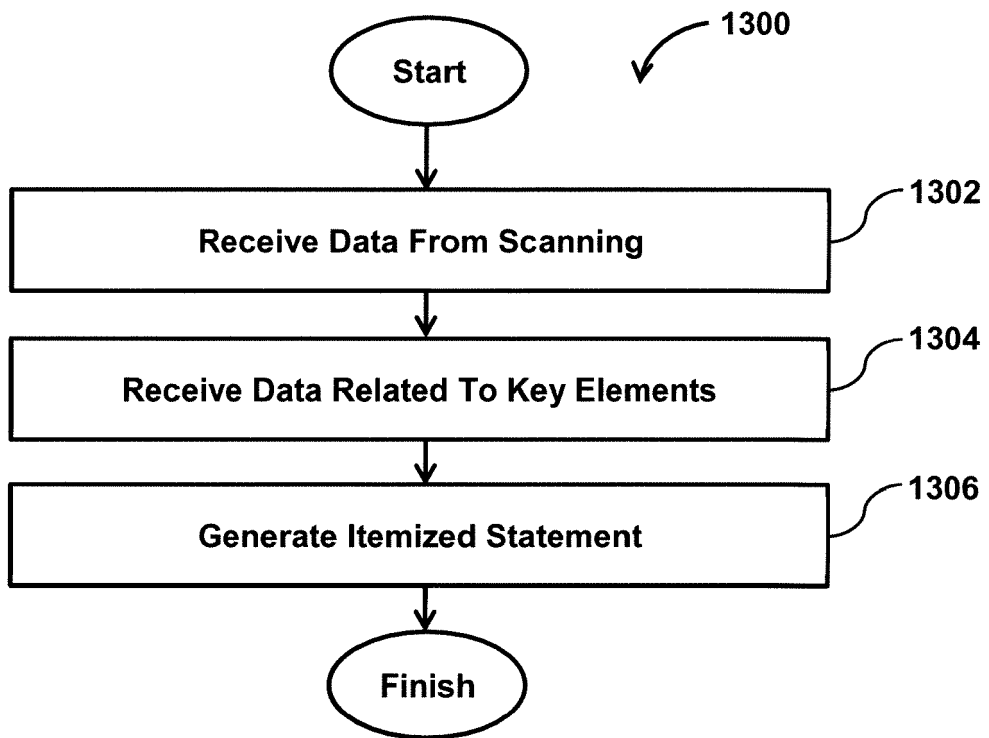 1300
Start
1302
Receive Data From Scanning
1304
Receive Data Related To Key Elements
1306
Generate Itemized Statement
Finish